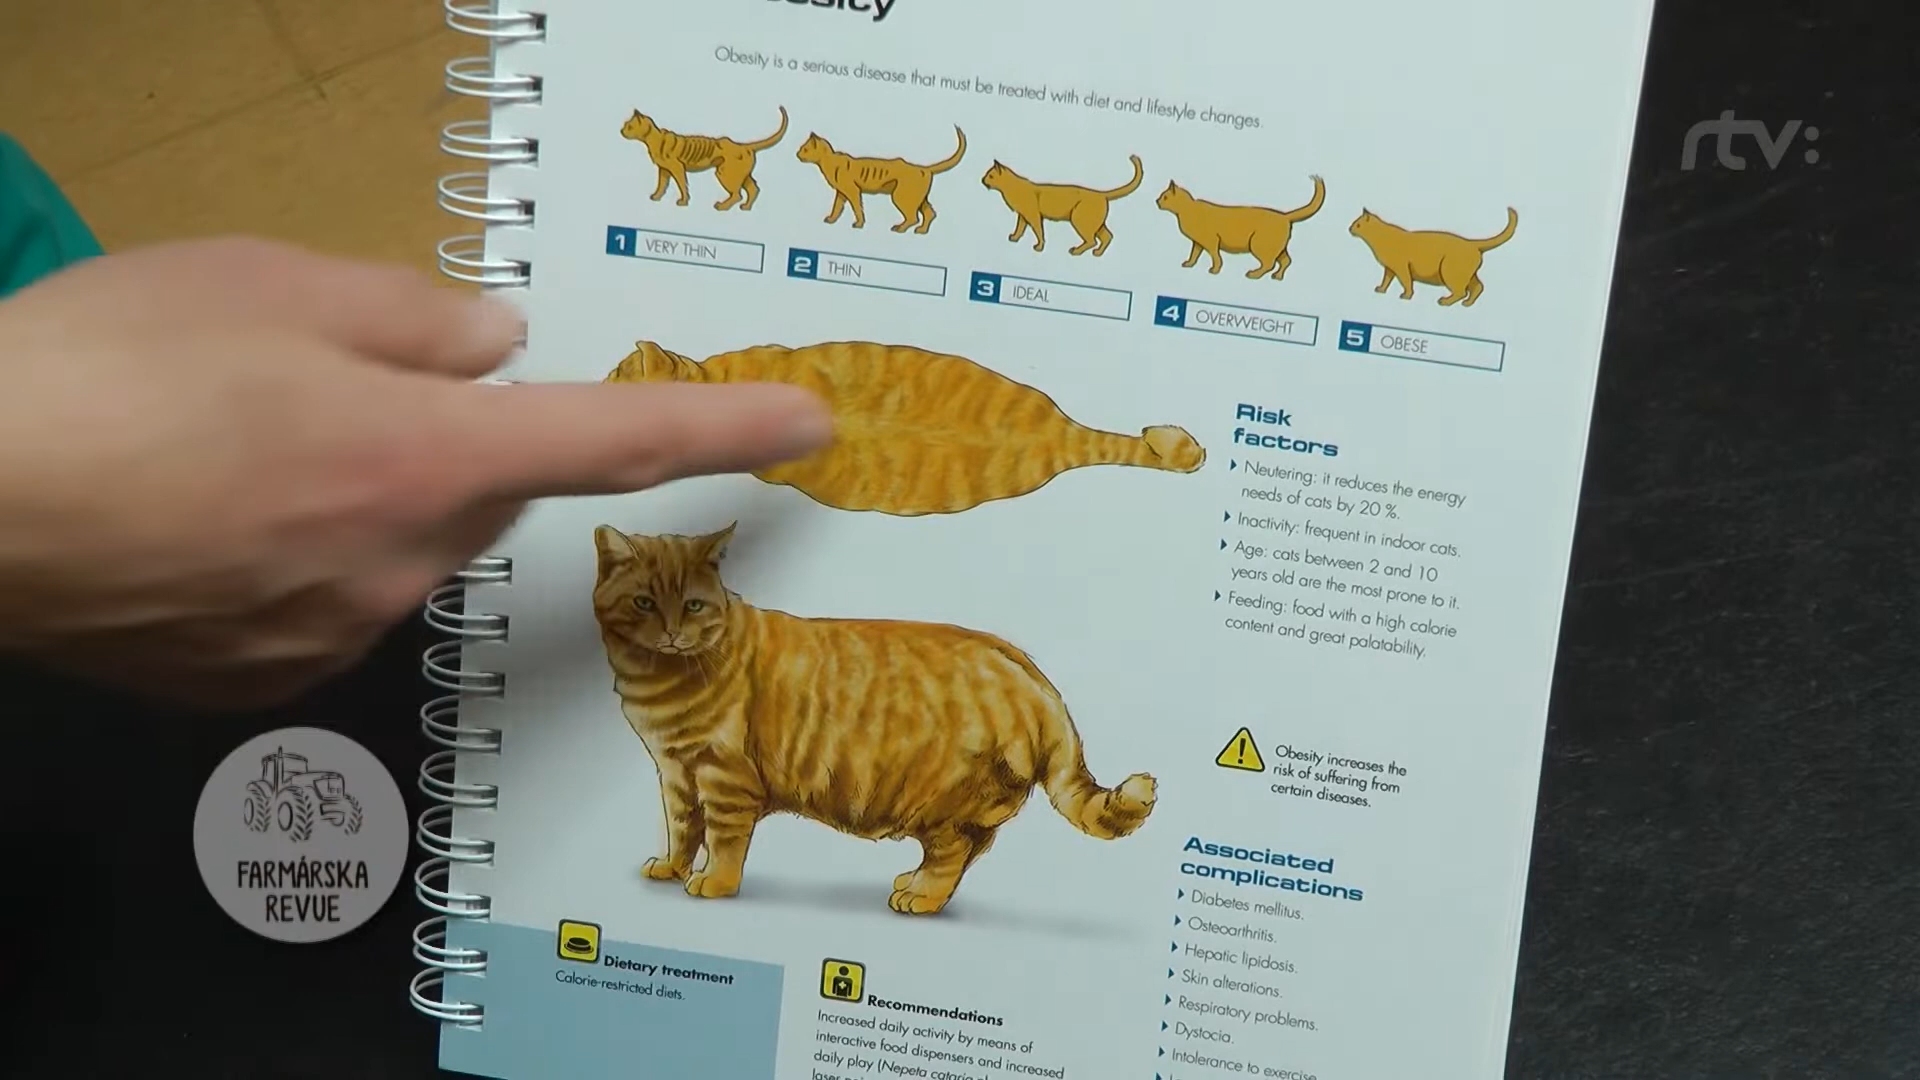 Obesity is a serious disease that must be treated with diet and lifestyle changes.
rtv:
1 VERY THIN
2 THIN
3 IDEAL
4 OVERWEIGHT
5 OBESE
Risk
factors
Neutering: it reduces the energy
needs of cats by 20 %.
Inactivity: frequent in indoor cats.
Age: cats between 2 and 10
years old are the most prone to it.
Feeding: food with a high calorie
content and great palatability.
Obesity increases the
risk of suffering from
certain diseases.
Associated
complications
Diabetes mellitus.
Osteoarthritis.
Hepatic lipidosis.
Skin alterations.
Respiratory problems.
Dystocia.
Intolerance to exercise
FARMÁRSKA
REVUE
Dietary treatment
Calorie-restricted diets.
Recommendations
Increased daily activity by means of
interactive food dispensers and increased
daily play (Nepeta cataria